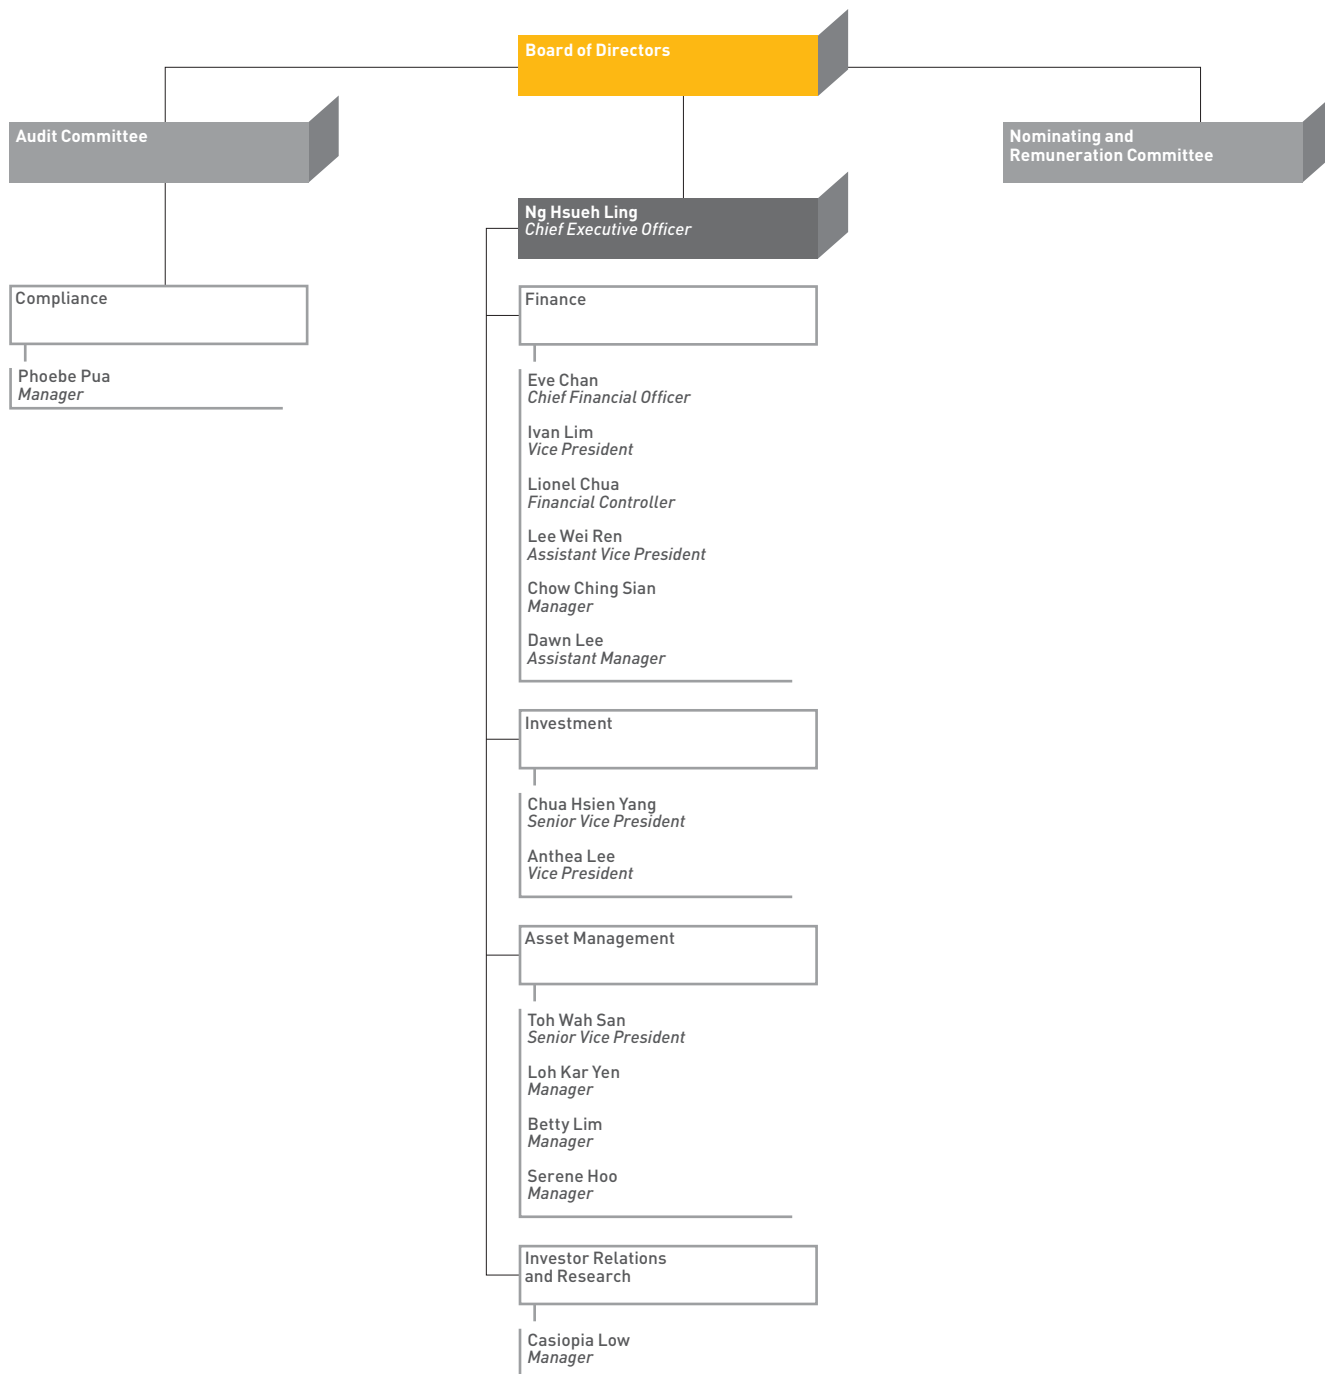 Board of Directors
Audit Committee
Nominating and
Remuneration Committee
Ng Hsueh Ling
Chief Executive Officer
Compliance
Phoebe Pua
Manager
Finance
Eve Chan
Chief Financial Officer
Ivan Lim
Vice President
Lionel Chua
Financial Controller
Lee Wei Ren
Assistant Vice President
Chow Ching Sian
Manager
Dawn Lee
Assistant Manager
Investment
Chua Hsien Yang
Senior Vice President
Anthea Lee
Vice President
Asset Management
Toh Wah San
Senior Vice President
Loh Kar Yen
Manager
Betty Lim
Manager
Serene Hoo
Manager
Investor Relations
and Research
Casiopia Low
Manager